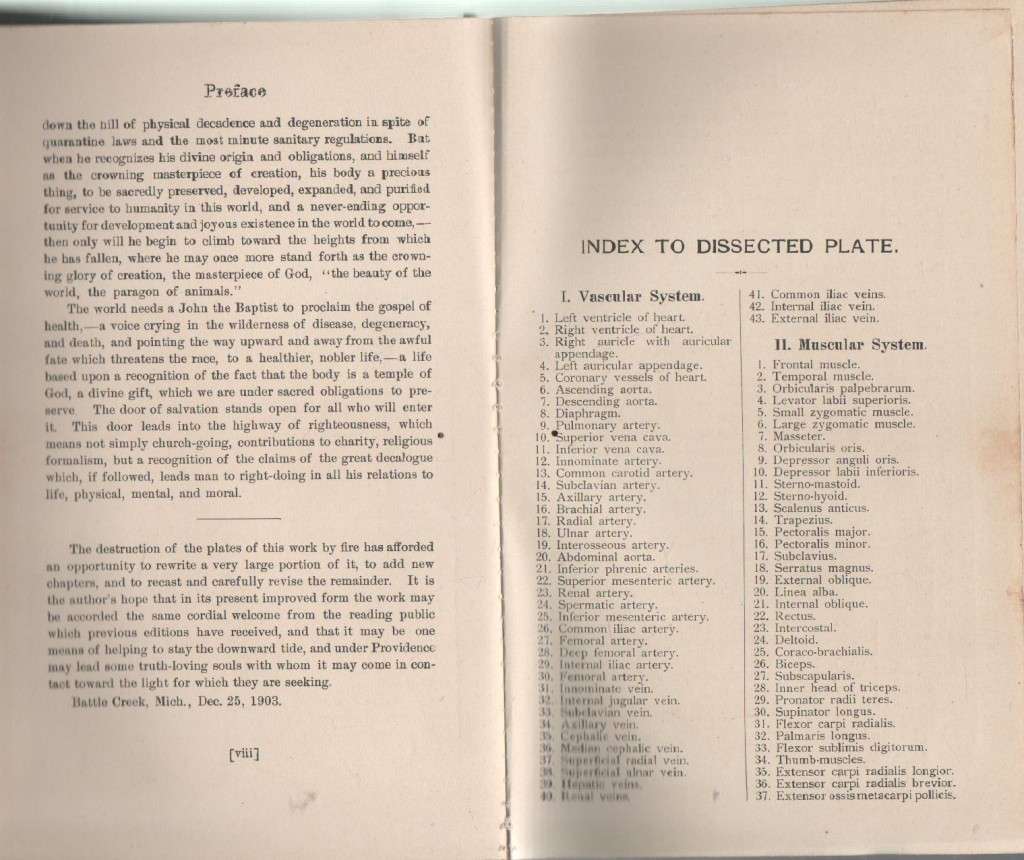 Preface
down the hill of physical decadence and degeneration in spite of
quarantine laws and the most minute sanitary regulations. But
when he recognizes his divine origin and obligations, and himself
as the crowning masterpiece of creation, his body a precious
thing, to be sacredly preserved, developed, expanded, and purified
for service to humanity in this world, and a never-ending oppor-
tunity for development and joyous existence in the world to come,—
then only will he begin to climb toward the heights from which
he has fallen, where he may once more stand forth as the crown-
ing glory of creation, the masterpiece of God, "the beauty of the
world, the paragon of animals."
The world needs a John the Baptist to proclaim the gospel of
health,—a voice crying in the wilderness of disease, degeneracy,
and death, and pointing the way upward and away from the awful
fate which threatens the race, to a healthier, nobler life,—a life
based upon a recognition of the fact that the body is a temple of
God, a divine gift, which we are under sacred obligations to pre-
serve. The door of salvation stands open for all who will enter
it. This door leads into the highway of righteousness, which
means not simply church-going, contributions to charity, religious
formalism, but a recognition of the claims of the great decalogue
which, if followed, leads man to right-doing in all his relations to
life, physical, mental, and moral.
The destruction of the plates of this work by fire has afforded
an opportunity to rewrite a very large portion of it, to add new
chapters, and to recast and carefully revise the remainder. It is
the author's hope that in its present improved form the work may
be accorded the same cordial welcome from the reading public
which previous editions have received, and that it may be one
means of helping to stay the downward tide, and under Providence
may lead some truth-loving souls with whom it may come in con-
tact toward the light for which they are seeking.
Battle Creek, Mich., Dec. 25, 1903.
[viii]
INDEX TO DISSECTED PLATE.
I. Vascular System.
1. Left ventricle of heart.
2. Right ventricle of heart.
3. Right auricle with auricular
appendage.
4. Left auricular appendage.
5. Coronary vessels of heart.
6. Ascending aorta.
7. Descending aorta.
8. Diaphragm.
9. Pulmonary artery.
10. Superior vena cava.
11. Inferior vena cava.
12. Innominate artery.
13. Common carotid artery.
14. Subclavian artery.
15. Axillary artery.
16. Brachial artery.
17. Radial artery.
18. Ulnar artery.
19. Interosseous artery.
20. Abdominal aorta.
21. Inferior phrenic arteries.
22. Superior mesenteric artery.
23. Renal artery.
24. Spermatic artery.
25. Inferior mesenteric artery.
26. Common iliac artery.
27. Femoral artery.
28. Deep femoral artery.
29. Internal iliac artery.
30. Femoral artery.
31. Innominate vein.
32. Internal jugular vein.
33. Subclavian vein.
34. Axillary vein.
35. Cephalic vein.
36. Median cephalic vein.
37. Superficial radial vein.
38. Superficial ulnar vein.
39. Hepatic veins.
40. Renal veins.
41. Common iliac veins.
42. Internal iliac vein.
43. External iliac vein.
II. Muscular System.
1. Frontal muscle.
2. Temporal muscle.
3. Orbicularis palpebrarum.
4. Levator labii superioris.
5. Small zygomatic muscle.
6. Large zygomatic muscle.
7. Masseter.
8. Orbicularis oris.
9. Depressor anguli oris.
10. Depressor labii inferioris.
11. Sterno-mastoid.
12. Sterno-hyoid.
13. Scalenus anticus.
14. Trapezius.
15. Pectoralis major.
16. Pectoralis minor.
17. Subclavius.
18. Serratus magnus.
19. External oblique.
20. Linea alba.
21. Internal oblique.
22. Rectus.
23. Intercostal.
24. Deltoid.
25. Coraco-brachialis.
26. Biceps.
27. Subscapularis.
28. Inner head of triceps.
29. Pronator radii teres.
30. Supinator longus.
31. Flexor carpi radialis.
32. Palmaris longus.
33. Flexor sublimis digitorum.
34. Thumb-muscles.
35. Extensor carpi radialis longior.
36. Extensor carpi radialis brevior.
37. Extensor ossis metacarpi pollicis.